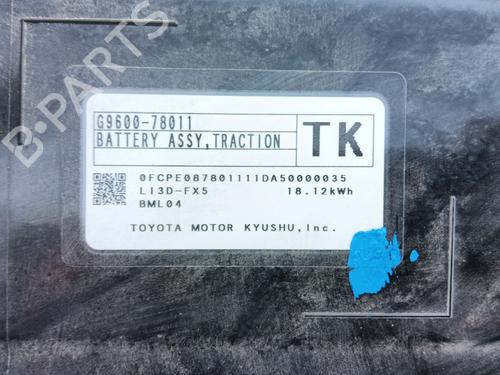 B-PARTS
G9600-78011
BATTERY ASSY,TRACTION
TK
0FCPE087801111DA50000035
LI3D-FX5 18.12kWh
BML04
TOYOTA MOTOR KYUSHU,Inc.